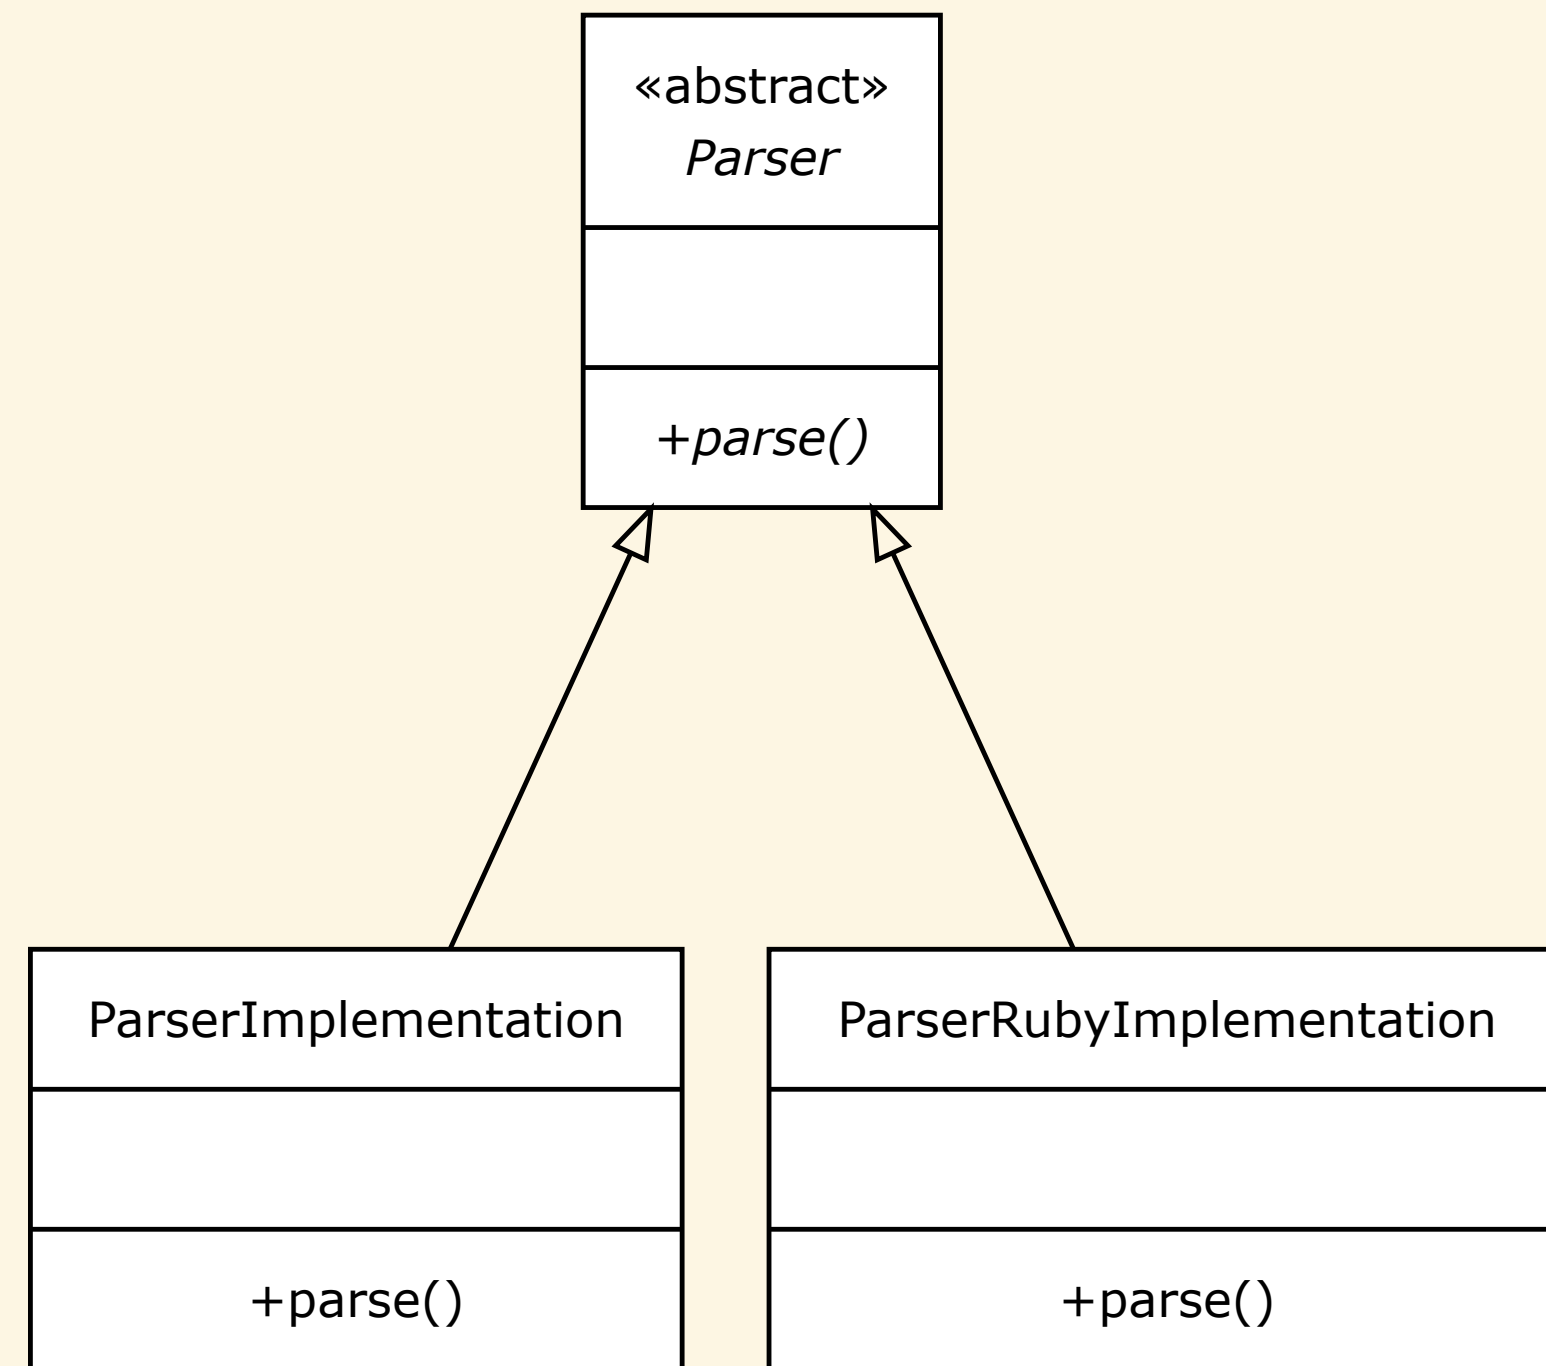 «abstract»
Parser
+parse()
ParserImplementation
ParserRubyImplementation
+parse()
+parse()